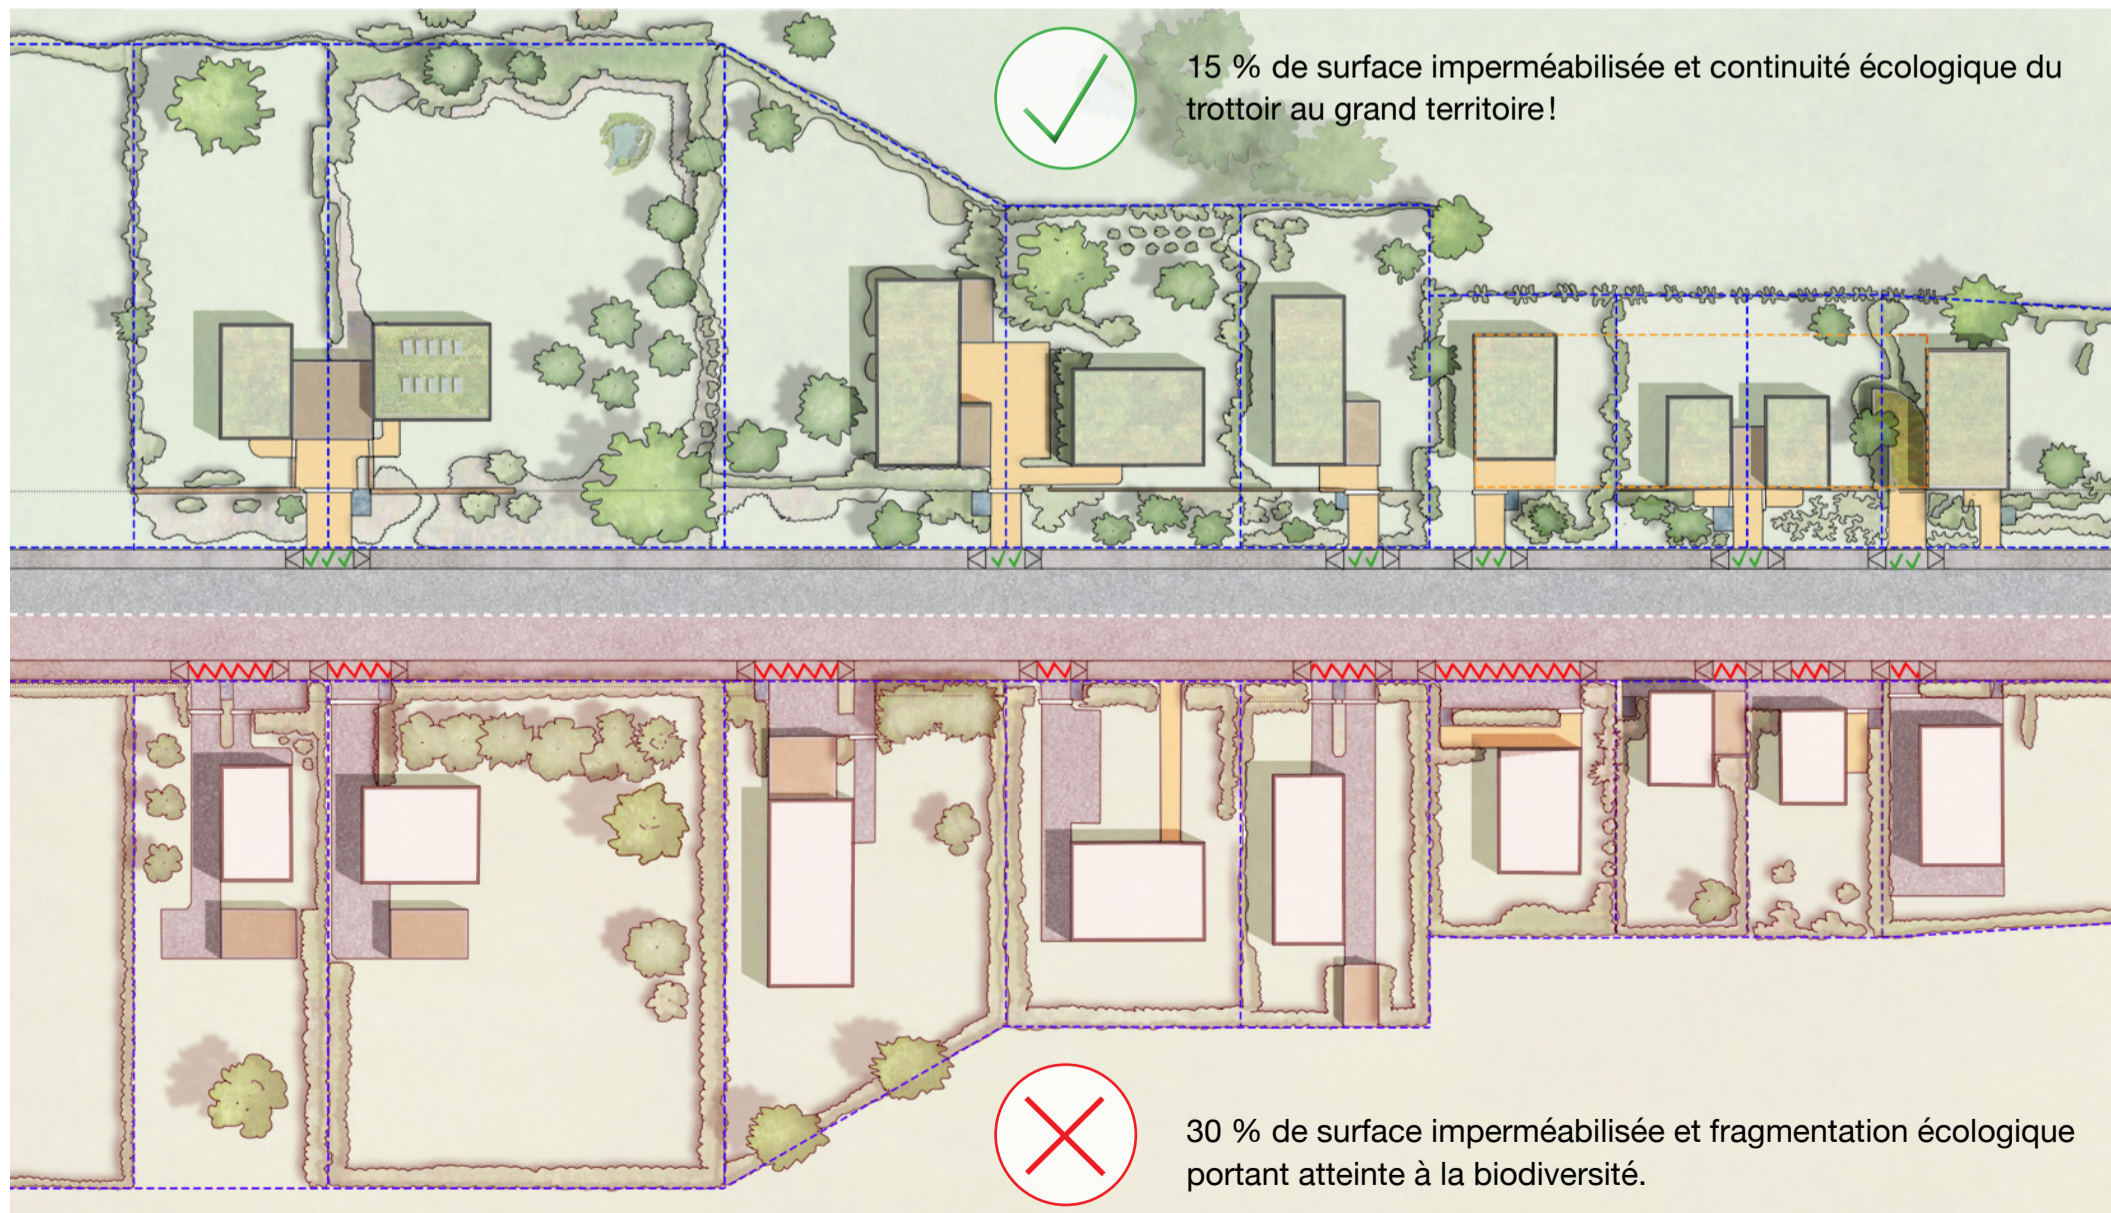 15 % de surface imperméabilisée et continuité écologique du
trottoir au grand territoire !
30 % de surface imperméabilisée et fragmentation écologique
portant atteinte à la biodiversité.